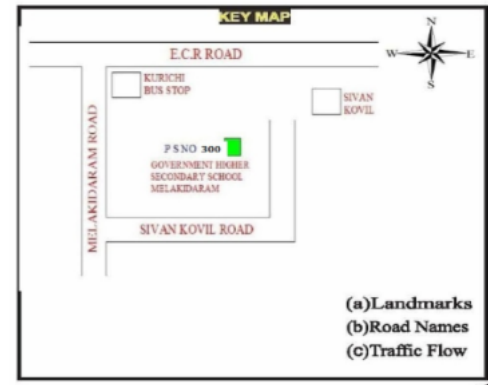 KEY MAP
N
W
E
S
E.C.R ROAD
KURICHI
BUS STOP
SIVAN
KOVIL
MELAKIDARAM ROAD
P S.NO 300
GOVERNMENT HIGHER
SECONDARY SCHOOL
MELAKIDARAM
SIVAN KOVIL ROAD
(a)Landmarks
(b)Road Names
(c)Traffic Flow